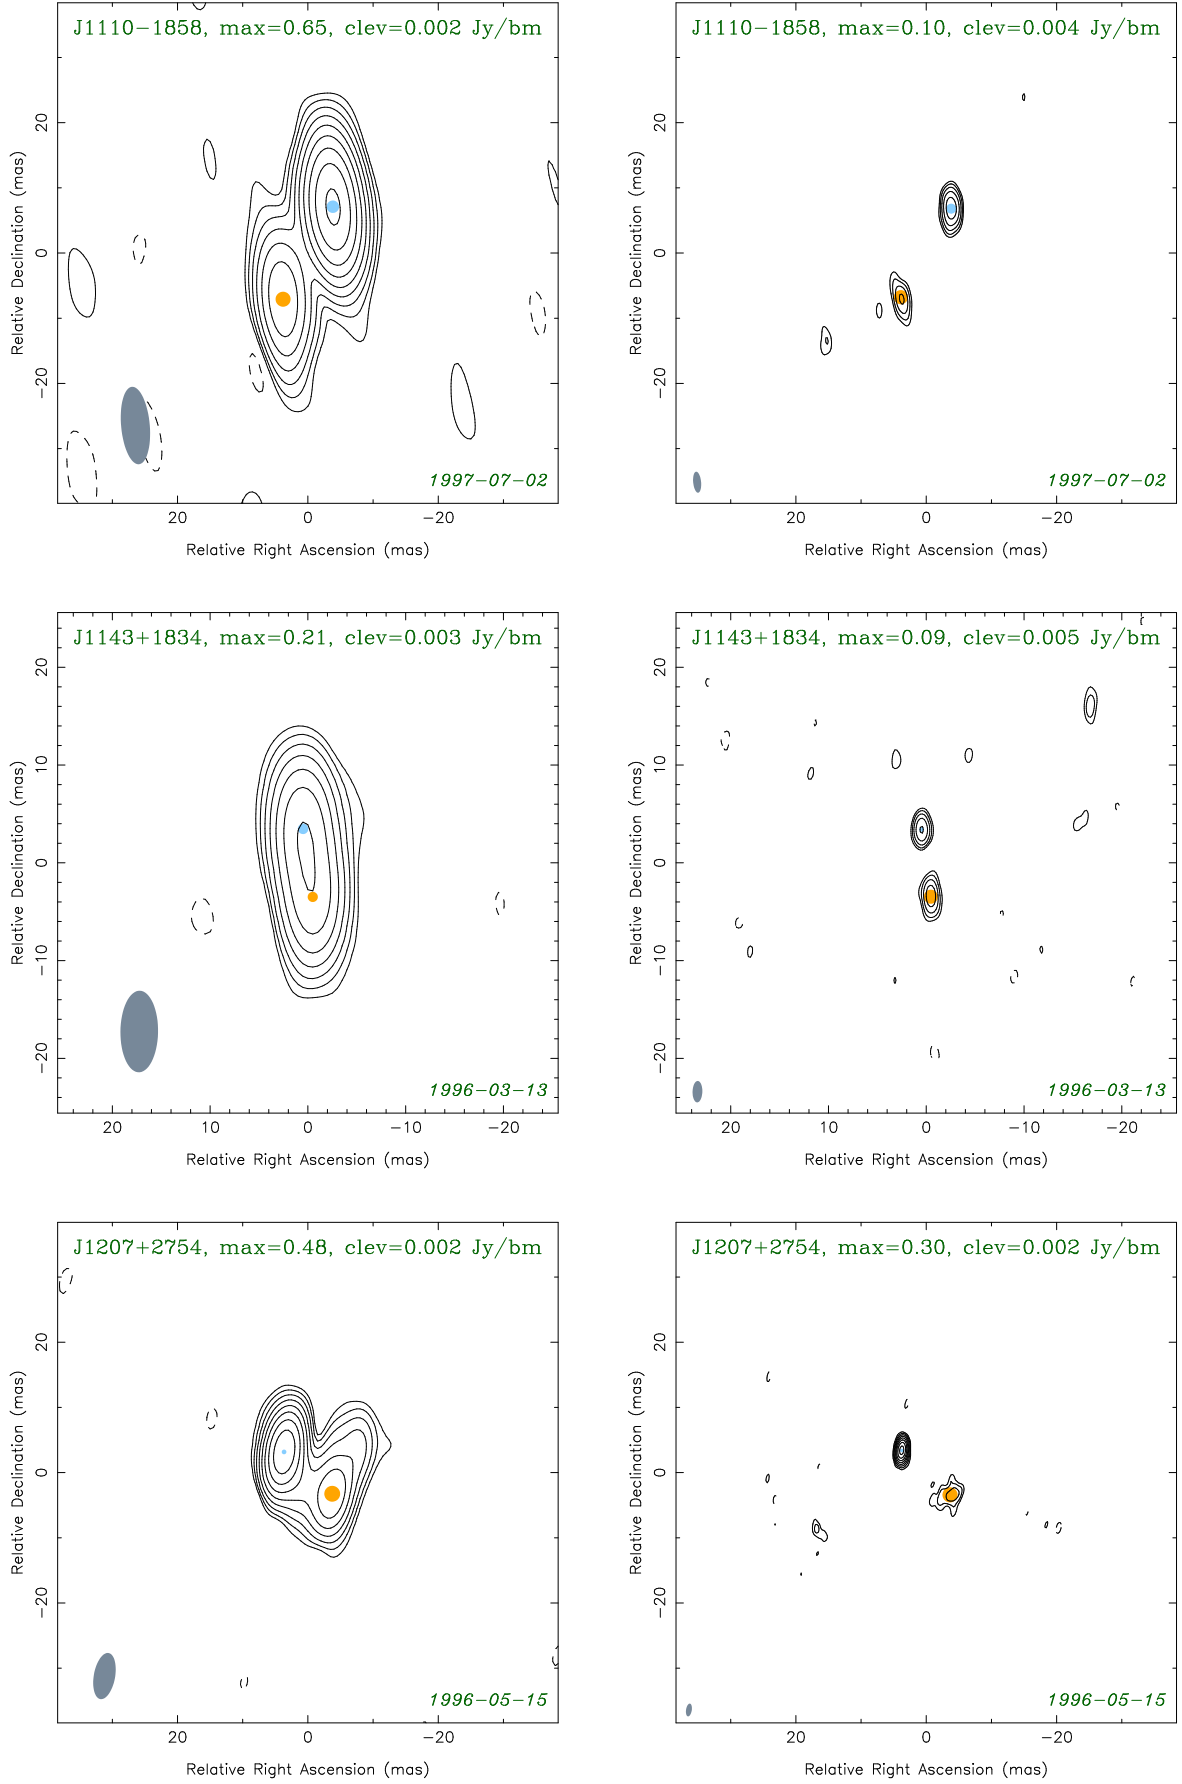 J1110−1858, max=0.65, clev=0.002 Jy/bm
Relative Declination (mas)
20
0
−20
1997−07−02
20
0
−20
Relative Right Ascension (mas)
J1110−1858, max=0.10, clev=0.004 Jy/bm
Relative Declination (mas)
20
0
−20
1997−07−02
20
0
−20
Relative Right Ascension (mas)
J1143+1834, max=0.21, clev=0.003 Jy/bm
Relative Declination (mas)
20
10
0
−10
−20
1996−03−13
20
10
0
−10
−20
Relative Right Ascension (mas)
J1143+1834, max=0.09, clev=0.005 Jy/bm
Relative Declination (mas)
20
10
0
−10
−20
1996−03−13
20
10
0
−10
−20
Relative Right Ascension (mas)
J1207+2754, max=0.48, clev=0.002 Jy/bm
Relative Declination (mas)
20
0
−20
1996−05−15
20
0
−20
Relative Right Ascension (mas)
J1207+2754, max=0.30, clev=0.002 Jy/bm
Relative Declination (mas)
20
0
−20
1996−05−15
20
0
−20
Relative Right Ascension (mas)